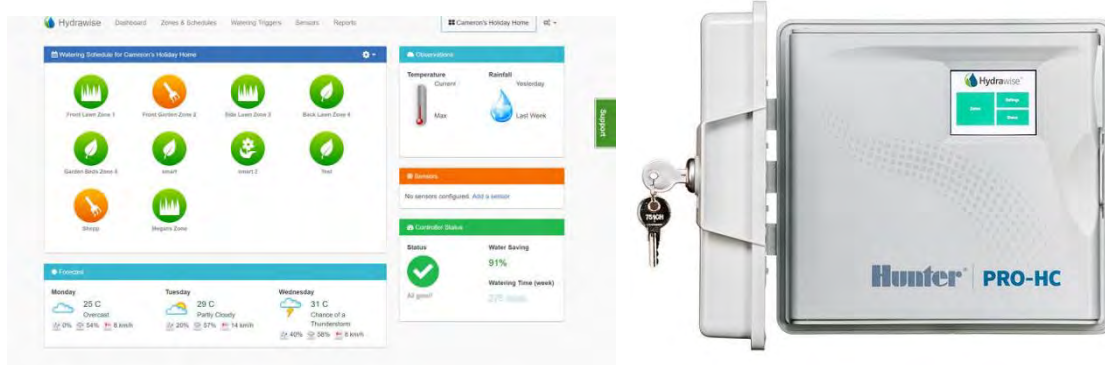 Hydrawise Dashboard Zones & Schedules Watering Triggers Sensors Reports Cameron's Holiday Home
Watering Schedule for Cameron's Holiday Home
Front Lawn Zone 1 Front Garden Zone 2 Side Lawn Zone 3 Back Lawn Zone 4
Garden Beds Zone 5 smart smart 2 Test
Shopp Megans Zone
Observations
Temperature Rainfall
Current Yesterday
Max Last Week
Support
Sensors
No sensors configured. Add a sensor
Controller Status
Status Water Saving
91%
All good! Watering Time (week)
Forecast
Monday Tuesday Wednesday
25 C 29 C 31 C
Overcast Partly Cloudy Chance of a
Thunderstorm
0% 54% 8 km/h 20% 57% 14 km/h 40% 58% 8 km/h
Hydrawise
Settings
Zones
Status
751GH
Hunter PRO-HC